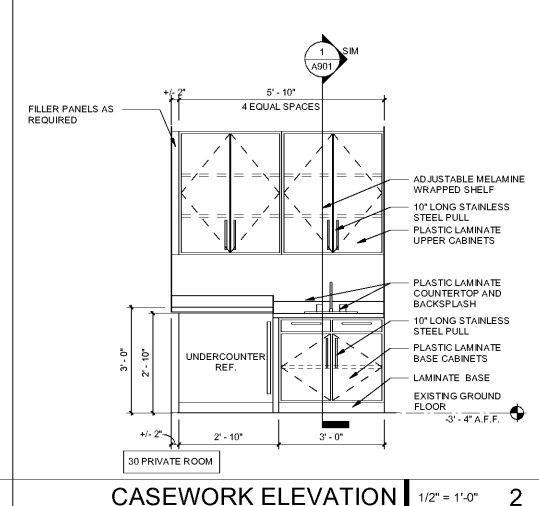 1
SIM
A901
+/- 2"
5' - 10"
4 EQUAL SPACES
FILLER PANELS AS
REQUIRED
ADJUSTABLE MELAMINE
WRAPPED SHELF
10" LONG STAINLESS
STEEL PULL
PLASTIC LAMINATE
UPPER CABINETS
PLASTIC LAMINATE
COUNTERTOP AND
BACKSPLASH
10" LONG STAINLESS
STEEL PULL
PLASTIC LAMINATE
BASE CABINETS
LAMINATE BASE
EXISTING GROUND
FLOOR
-3' - 4" A.F.F.
3' - 0"
2' - 10"
UNDERCOUNTER
REF.
+/- 2"
2' - 10"
3' - 0"
30 PRIVATE ROOM
CASEWORK ELEVATION
1/2" = 1'-0"
2